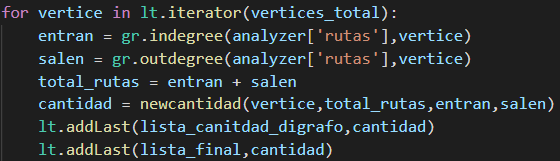 for vertice in lt.iterator(vertices_total):
    entran = gr.indegree(analyzer['rutas'],vertice)
    salen = gr.outdegree(analyzer['rutas'],vertice)
    total_rutas = entran + salen
    cantidad = newcantidad(vertice,total_rutas,entran,salen)
    lt.addLast(lista_canitdad_digrafo,cantidad)
    lt.addLast(lista_final,cantidad)